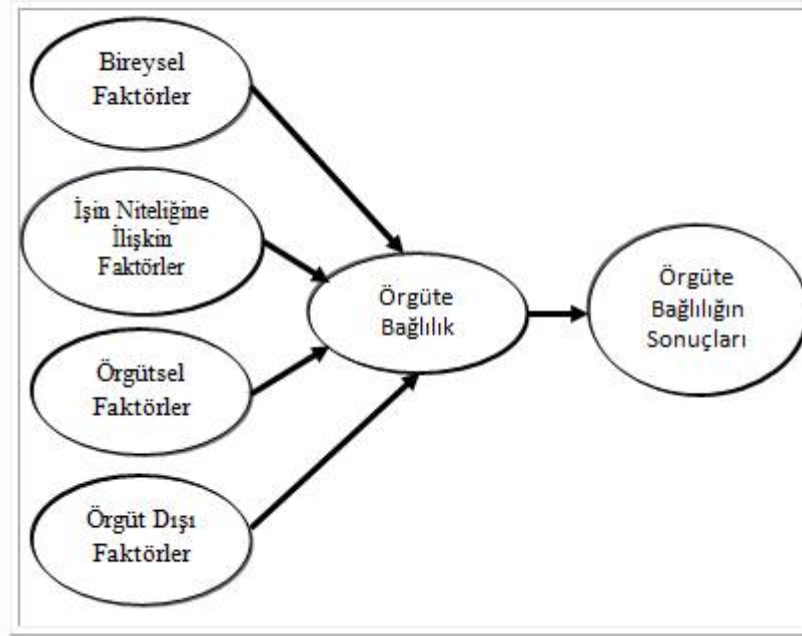 Bireysel
Faktörler
İşin Niteliğine
İlişkin
Faktörler
Örgütsel
Faktörler
Örgüt Dışı
Faktörler
Örgüte
Bağlılık
Örgüte
Bağlılığın
Sonuçları